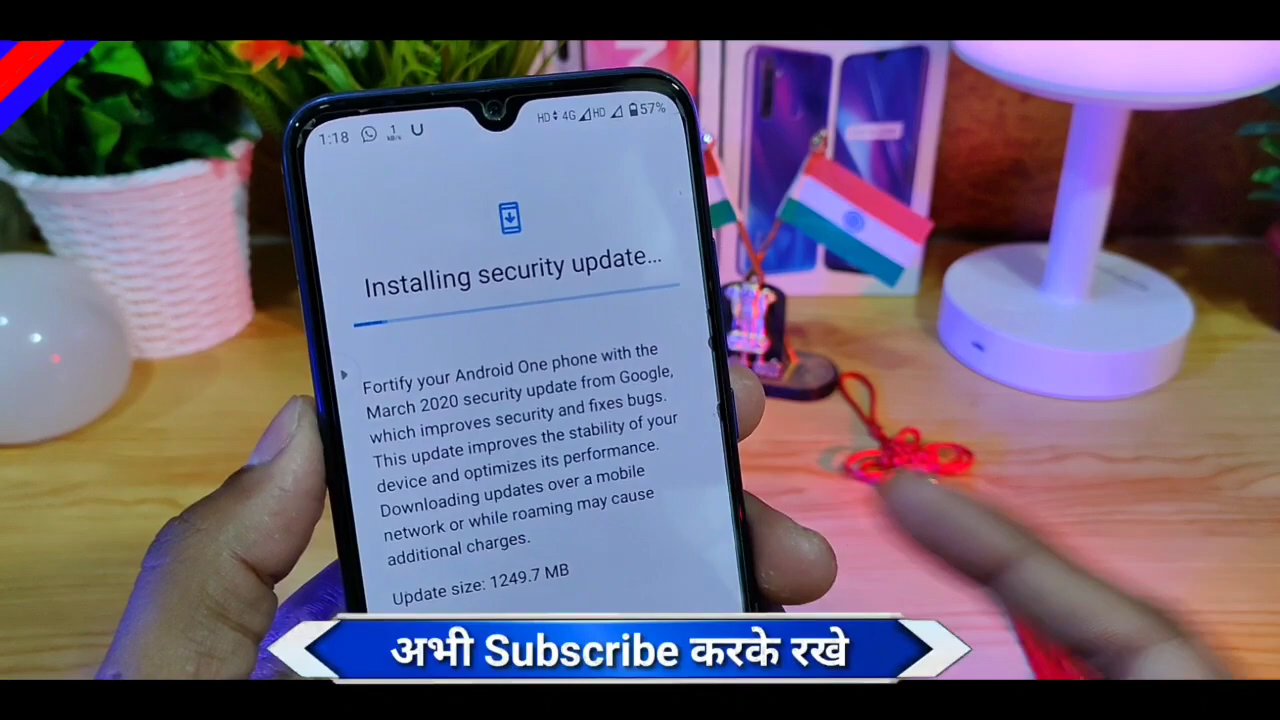 1:18
1
KB/s
HD 4G HD 57%
Installing security update...
Fortify your Android One phone with the
March 2020 security update from Google,
which improves security and fixes bugs.
This update improves the stability of your
device and optimizes its performance.
Downloading updates over a mobile
network or while roaming may cause
additional charges.
Update size: 1249.7 MB
अभी Subscribe करके रखे